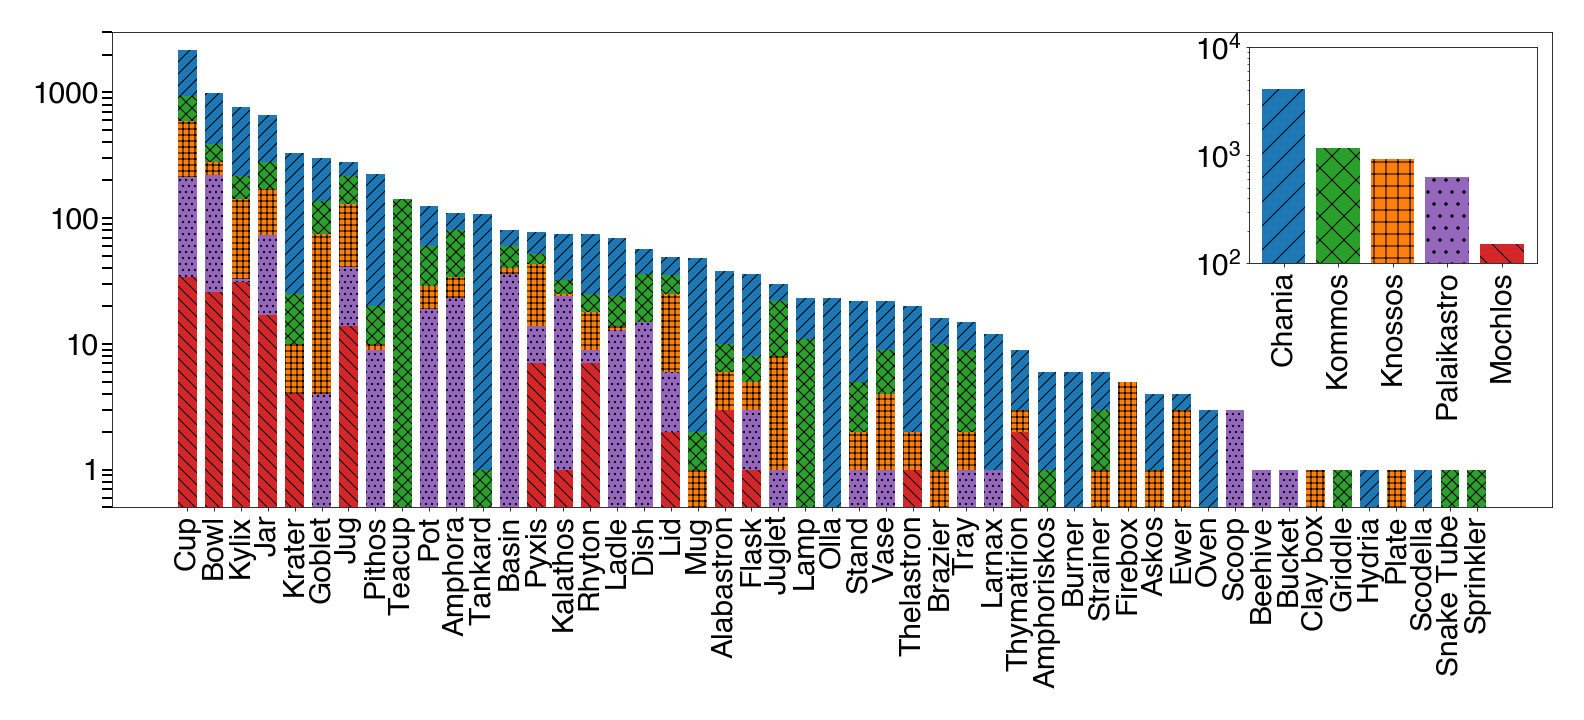 1000
100
10
1
Cup
Bowl
Kylix
Jar
Krater
Goblet
Jug
Pithos
Teacup
Pot
Amphora
Tankard
Basin
Pyxis
Kalathos
Rhyton
Ladle
Dish
Lid
Mug
Alabastron
Flask
Juglet
Lamp
Olla
Stand
Vase
Thelastron
Brazier
Tray
Larnax
Thymatirion
Amphoriskos
Burner
Strainer
Firebox
Askos
Ewer
Oven
Scoop
Beehive
Bucket
Clay box
Griddle
Hydria
Plate
Scodella
Snake Tube
Sprinkler
10⁴
10³
10²
Chania
Kommos
Knossos
Palaikastro
Mochlos